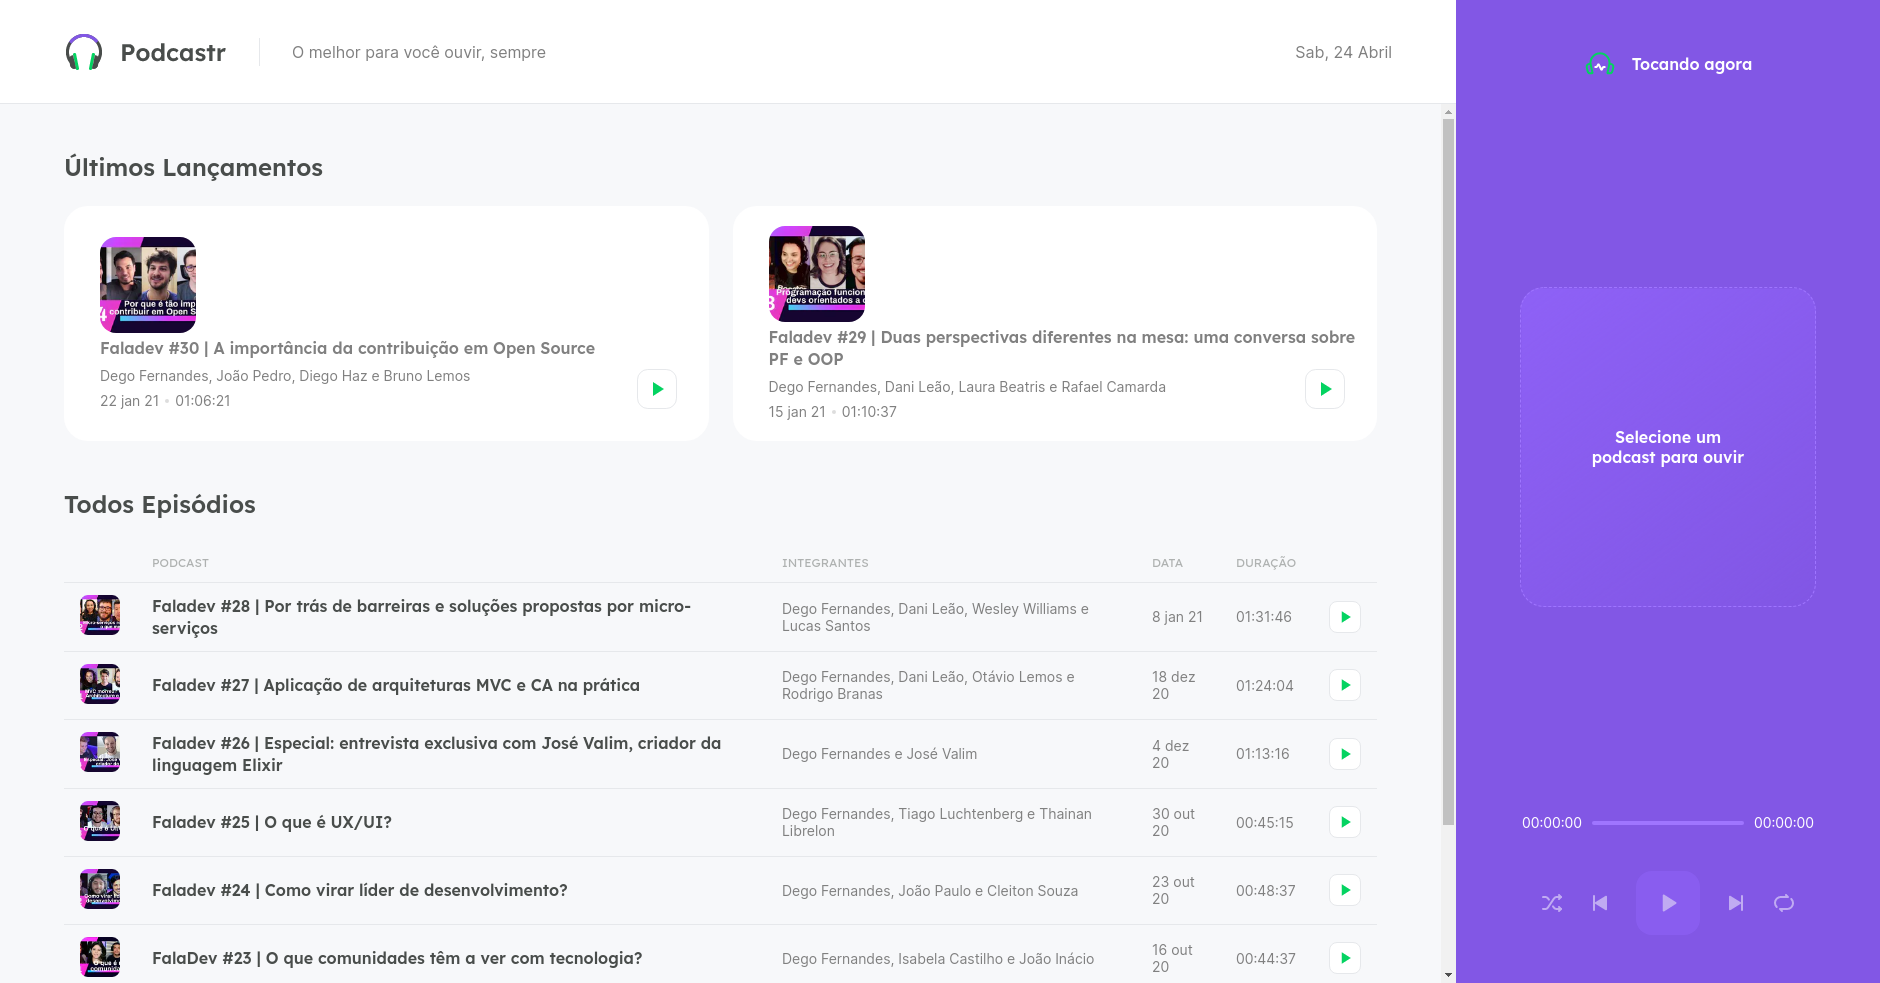 Podcastr
O melhor para você ouvir, sempre
Sab, 24 Abril
Tocando agora
Últimos Lançamentos
Por que é tão imp
contribuir em Open S
4
Faladev #30 | A importância da contribuição em Open Source
Dego Fernandes, João Pedro, Diego Haz e Bruno Lemos
22 jan 21 • 01:06:21
Programação funcion
devs orientados a
3
Faladev #29 | Duas perspectivas diferentes na mesa: uma conversa sobre
PF e OOP
Dego Fernandes, Dani Leão, Laura Beatris e Rafael Camarda
15 jan 21 • 01:10:37
Selecione um
podcast para ouvir
Todos Episódios
PODCAST INTEGRANTES DATA DURAÇÃO
Faladev #28 | Por trás de barreiras e soluções propostas por micro-
serviços
Dego Fernandes, Dani Leão, Wesley Williams e
Lucas Santos
8 jan 21
01:31:46
Faladev #27 | Aplicação de arquiteturas MVC e CA na prática
Dego Fernandes, Dani Leão, Otávio Lemos e
Rodrigo Branas
18 dez
20
01:24:04
Faladev #26 | Especial: entrevista exclusiva com José Valim, criador da
linguagem Elixir
Dego Fernandes e José Valim
4 dez
20
01:13:16
Faladev #25 | O que é UX/UI?
Dego Fernandes, Tiago Luchtenberg e Thainan
Librelon
30 out
20
00:45:15
Faladev #24 | Como virar líder de desenvolvimento?
Dego Fernandes, João Paulo e Cleiton Souza
23 out
20
00:48:37
FalaDev #23 | O que comunidades têm a ver com tecnologia?
Dego Fernandes, Isabela Castilho e João Inácio
16 out
20
00:44:37
00:00:00
00:00:00